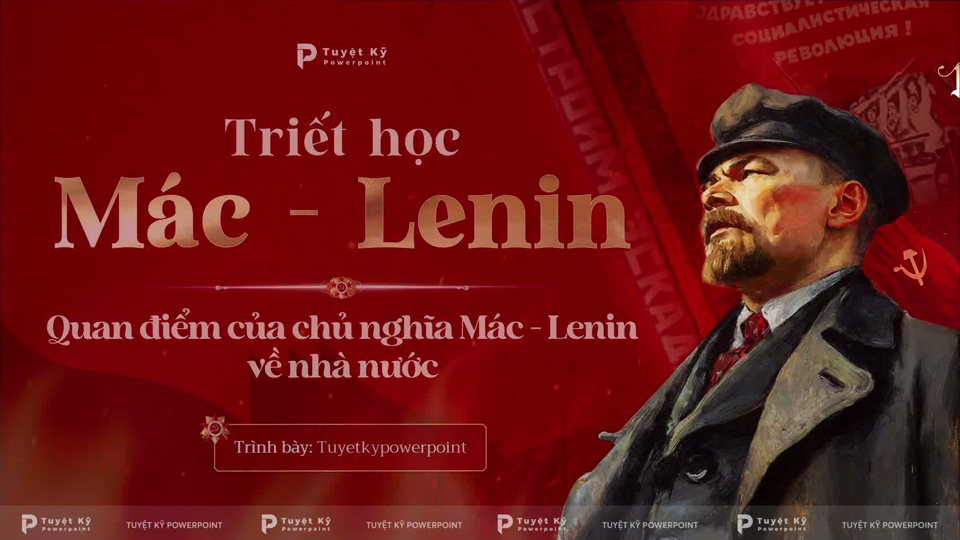 Tuyệt Kỹ
Powerpoint
ЗДРАВСТВУЕТ
СОЦИАЛИСТИЧЕСКАЯ
РЕВОЛЮЦИЯ !
Triết học
Mác - Lenin
Quan điểm của chủ nghĩa Mác - Lenin
về nhà nước
Trình bày: Tuyetkypowerpoint
Tuyệt Kỹ
Powerpoint
TUYỆT KỸ POWERPOINT
Tuyệt Kỹ
Powerpoint
TUYỆT KỸ POWERPOINT
Tuyệt Kỹ
Powerpoint
TUYỆT KỸ POWERPOINT
Tuyệt Kỹ
Powerpoint
TUYỆT KỸ POWERPOINT